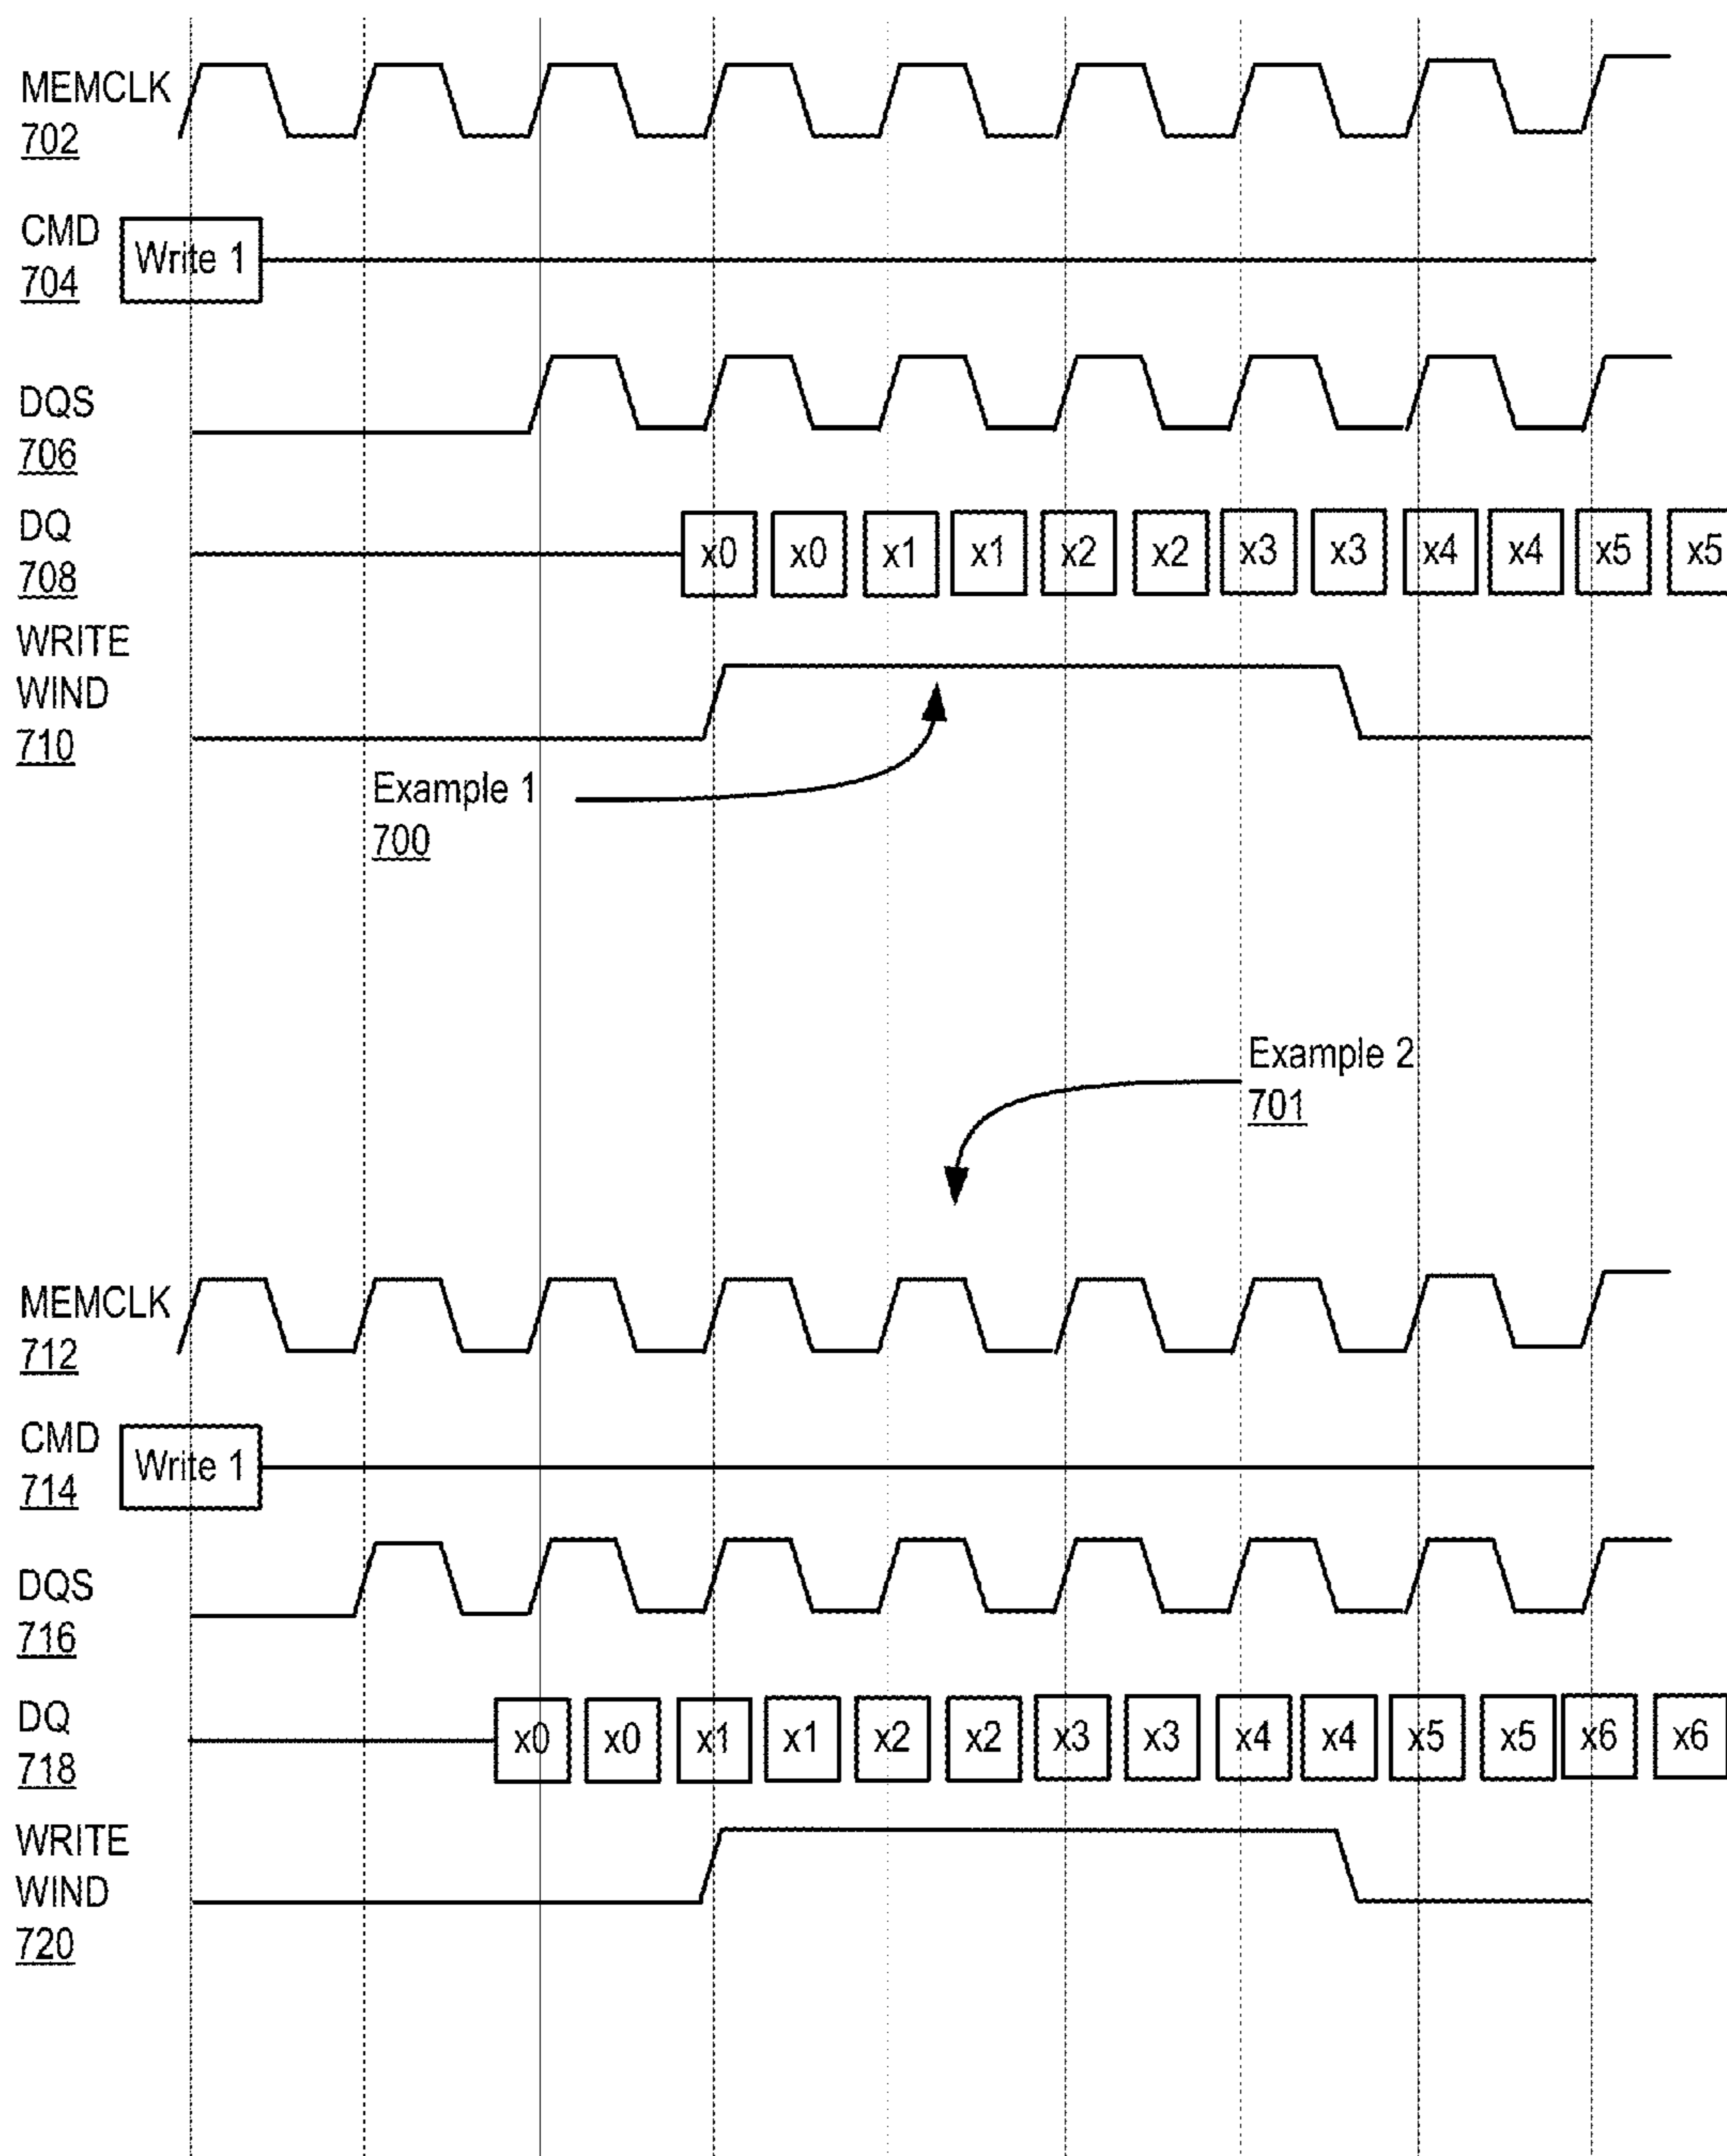 MEMCLK
702
CMD
704
Write 1
DQS
706
DQ
708
x0 x0 x1 x1 x2 x2 x3 x3 x4 x4 x5 x5
WRITE
WIND
710
Example 1
700
Example 2
701
MEMCLK
712
CMD
714
Write 1
DQS
716
DQ
718
x0 x0 x1 x1 x2 x2 x3 x3 x4 x4 x5 x5 x6 x6
WRITE
WIND
720